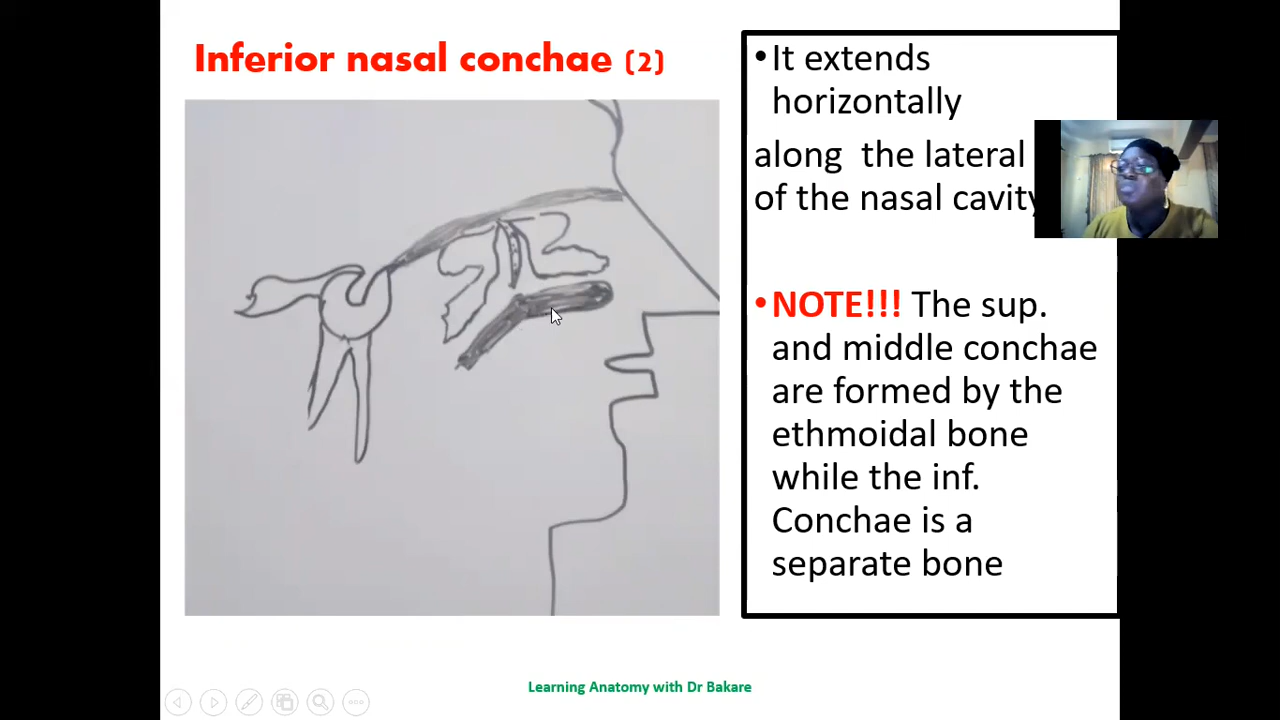 Inferior nasal conchae (2)
•It extends
horizontally
along the lateral
of the nasal cavity
•NOTE!!! The sup.
and middle conchae
are formed by the
ethmoidal bone
while the inf.
Conchae is a
separate bone
Learning Anatomy with Dr Bakare